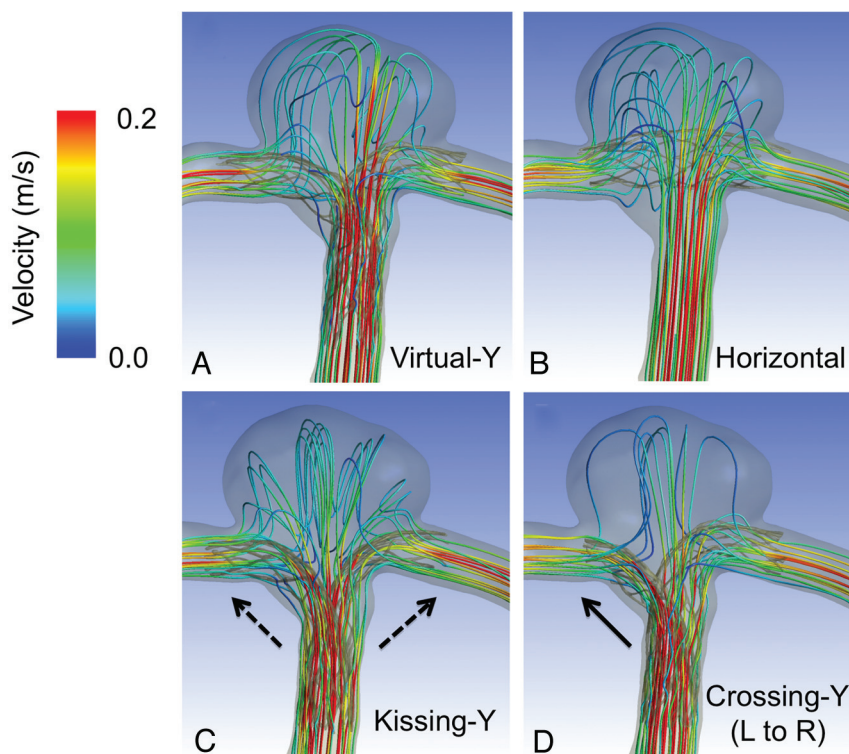 Velocity (m/s)
0.2
0.0
A
Virtual-Y
B
Horizontal
C
Kissing-Y
D
Crossing-Y
(L to R)